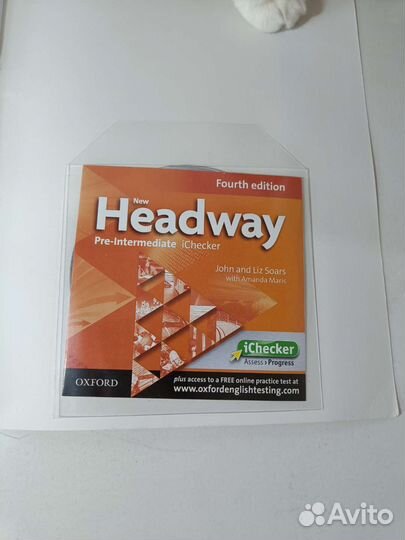 Fourth edition
New
Headway
Pre-Intermediate iChecker
John and Liz Soars
with Amanda Maris
iChecker
Assess>Progress
plus access to a FREE online practice test at
OXFORD
www.oxfordenglishtesting.com
Avito